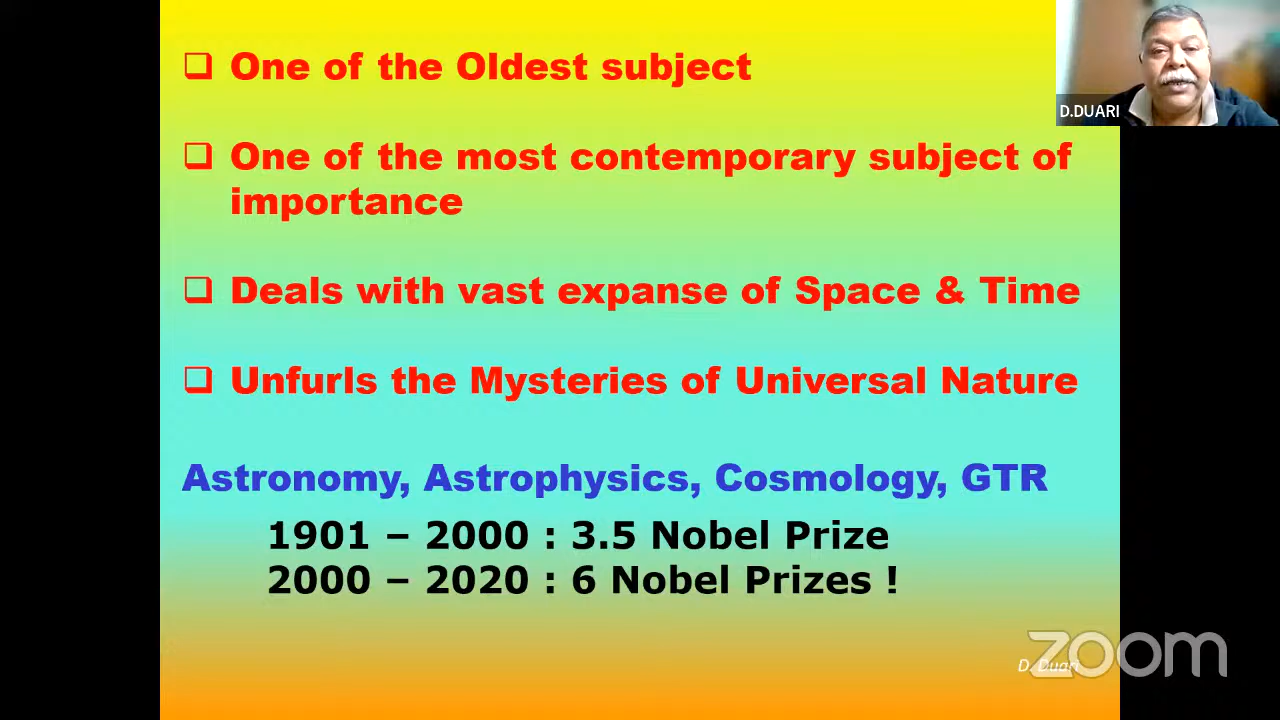 One of the Oldest subject
One of the most contemporary subject of
importance
Deals with vast expanse of Space & Time
Unfurls the Mysteries of Universal Nature
Astronomy, Astrophysics, Cosmology, GTR
1901 – 2000 : 3.5 Nobel Prize
2000 – 2020 : 6 Nobel Prizes !
D.DUARI
D. Duari
zoom